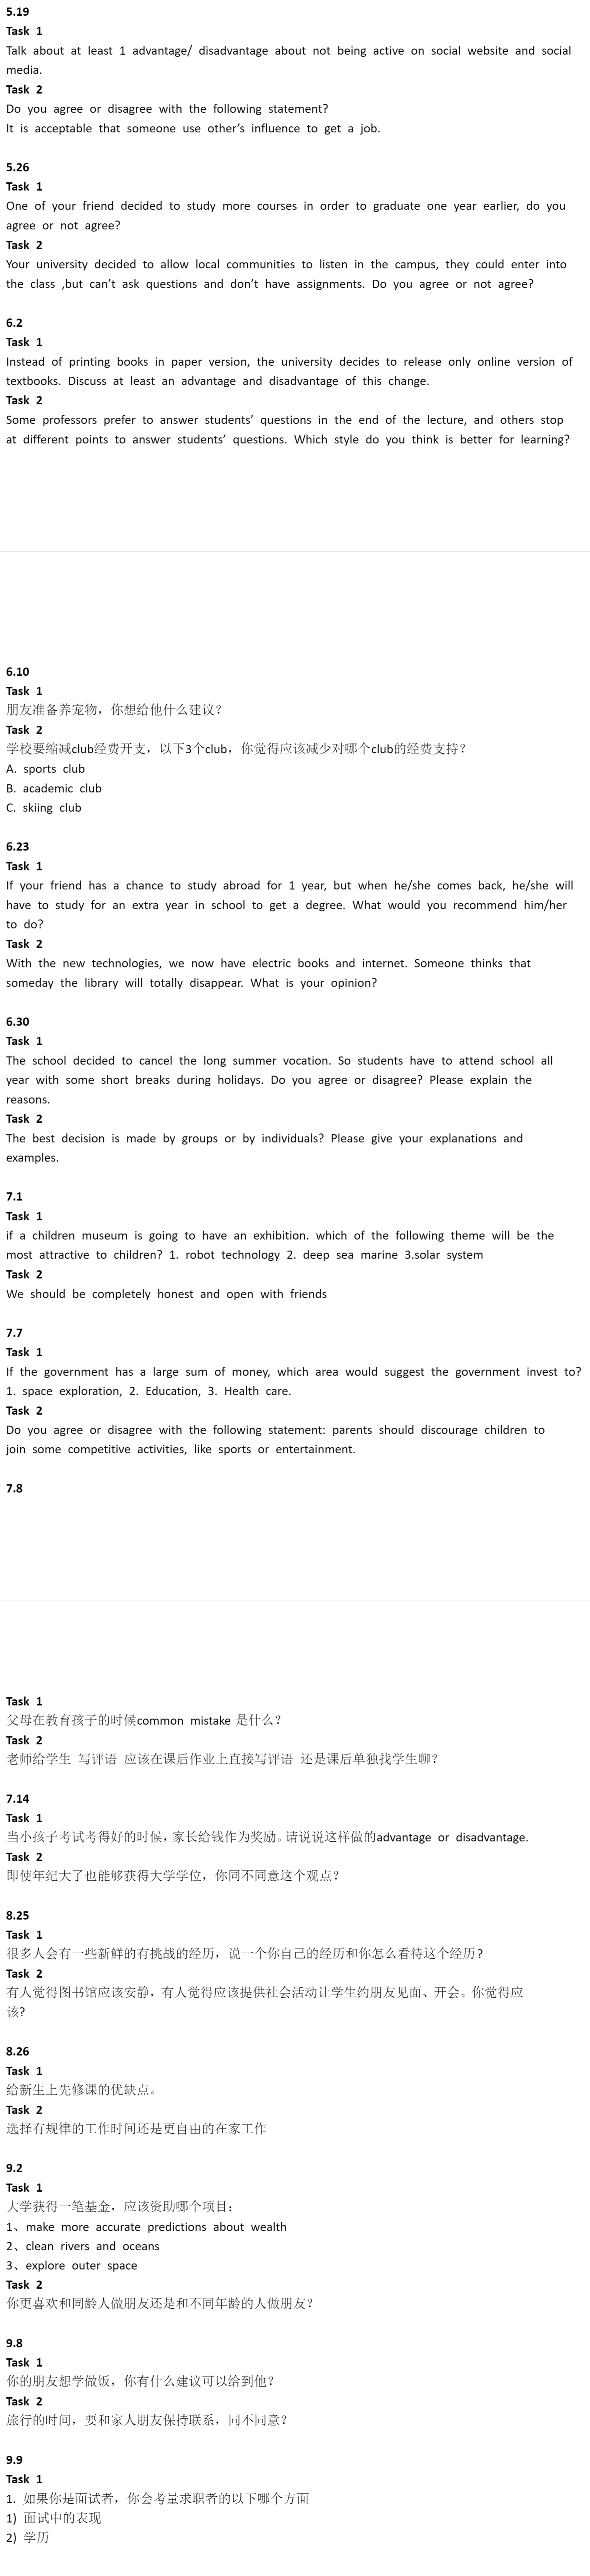 5.19
Task 1
Talk about at least 1 advantage/ disadvantage about not being active on social website and social
media.
Task 2
Do you agree or disagree with the following statement?
It is acceptable that someone use other’s influence to get a job.
5.26
Task 1
One of your friend decided to study more courses in order to graduate one year earlier, do you
agree or not agree?
Task 2
Your university decided to allow local communities to listen in the campus, they could enter into
the class ,but can’t ask questions and don’t have assignments. Do you agree or not agree?
6.2
Task 1
Instead of printing books in paper version, the university decides to release only online version of
textbooks. Discuss at least an advantage and disadvantage of this change.
Task 2
Some professors prefer to answer students’ questions in the end of the lecture, and others stop
at different points to answer students’ questions. Which style do you think is better for learning?
6.10
Task 1
朋友准备养宠物，你想给他什么建议？
Task 2
学校要缩减club经费开支，以下3个club，你觉得应该减少对哪个club的经费支持？
A. sports club
B. academic club
C. skiing club
6.23
Task 1
If your friend has a chance to study abroad for 1 year, but when he/she comes back, he/she will
have to study for an extra year in school to get a degree. What would you recommend him/her
to do?
Task 2
With the new technologies, we now have electric books and internet. Someone thinks that
someday the library will totally disappear. What is your opinion?
6.30
Task 1
The school decided to cancel the long summer vocation. So students have to attend school all
year with some short breaks during holidays. Do you agree or disagree? Please explain the
reasons.
Task 2
The best decision is made by groups or by individuals? Please give your explanations and
examples.
7.1
Task 1
if a children museum is going to have an exhibition. which of the following theme will be the
most attractive to children? 1. robot technology 2. deep sea marine 3.solar system
Task 2
We should be completely honest and open with friends
7.7
Task 1
If the government has a large sum of money, which area would suggest the government invest to?
1. space exploration, 2. Education, 3. Health care.
Task 2
Do you agree or disagree with the following statement: parents should discourage children to
join some competitive activities, like sports or entertainment.
7.8
Task 1
父母在教育孩子的时候common mistake 是什么？
Task 2
老师给学生 写评语 应该在课后作业上直接写评语 还是课后单独找学生聊？
7.14
Task 1
当小孩子考试考得好的时候，家长给钱作为奖励。请说说这样做的advantage or disadvantage.
Task 2
即使年纪大了也能够获得大学学位，你同不同意这个观点？
8.25
Task 1
很多人会有一些新鲜的有挑战的经历，说一个你自己的经历和你怎么看待这个经历?
Task 2
有人觉得图书馆应该安静，有人觉得应该提供社会活动让学生约朋友见面、开会。你觉得应
该?
8.26
Task 1
给新生上先修课的优缺点。
Task 2
选择有规律的工作时间还是更自由的在家工作
9.2
Task 1
大学获得一笔基金，应该资助哪个项目：
1、make more accurate predictions about wealth
2、clean rivers and oceans
3、explore outer space
Task 2
你更喜欢和同龄人做朋友还是和不同年龄的人做朋友？
9.8
Task 1
你的朋友想学做饭，你有什么建议可以给到他？
Task 2
旅行的时间，要和家人朋友保持联系，同不同意？
9.9
Task 1
1. 如果你是面试者，你会考量求职者的以下哪个方面
1) 面试中的表现
2) 学历